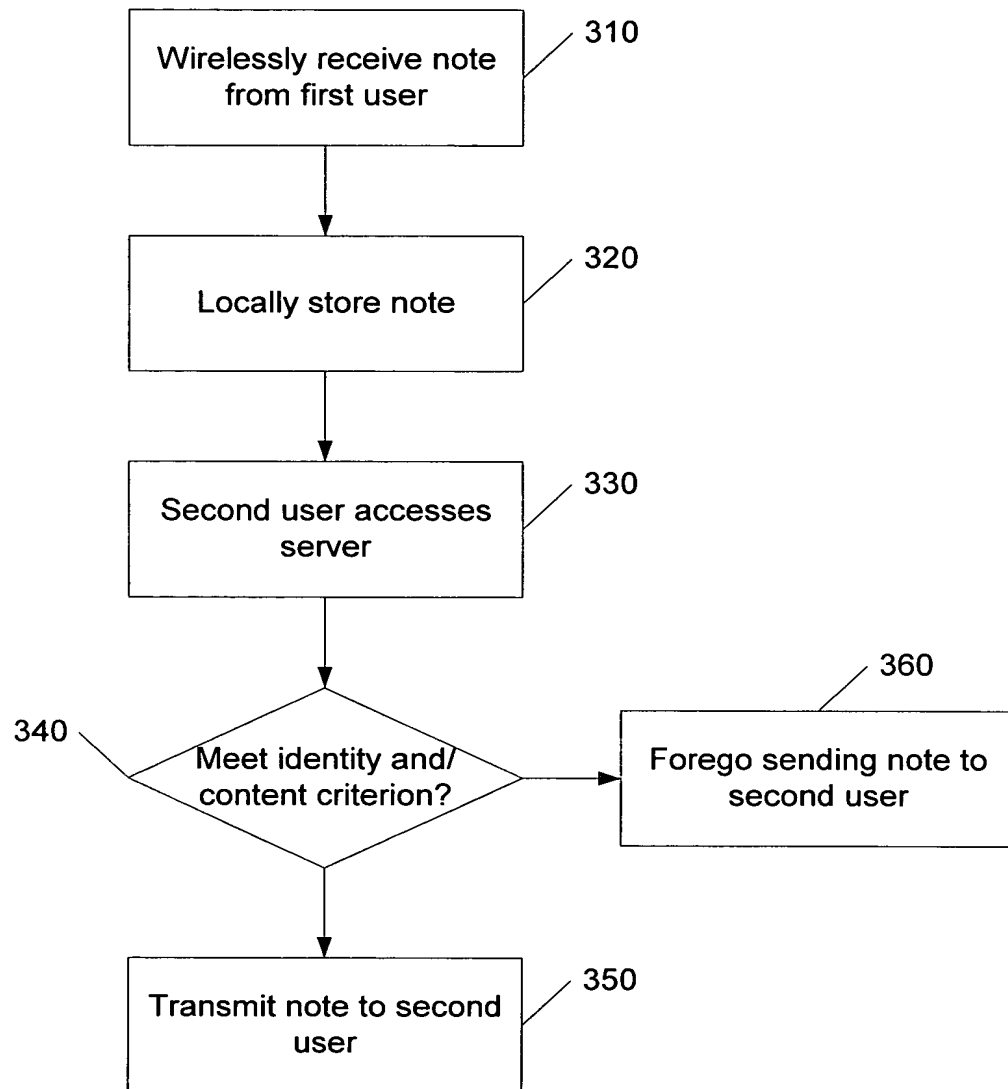 310
Wirelessly receive note
from first user
320
Locally store note
330
Second user accesses
server
340
Meet identity and/
content criterion?
360
Forego sending note to
second user
350
Transmit note to second
user